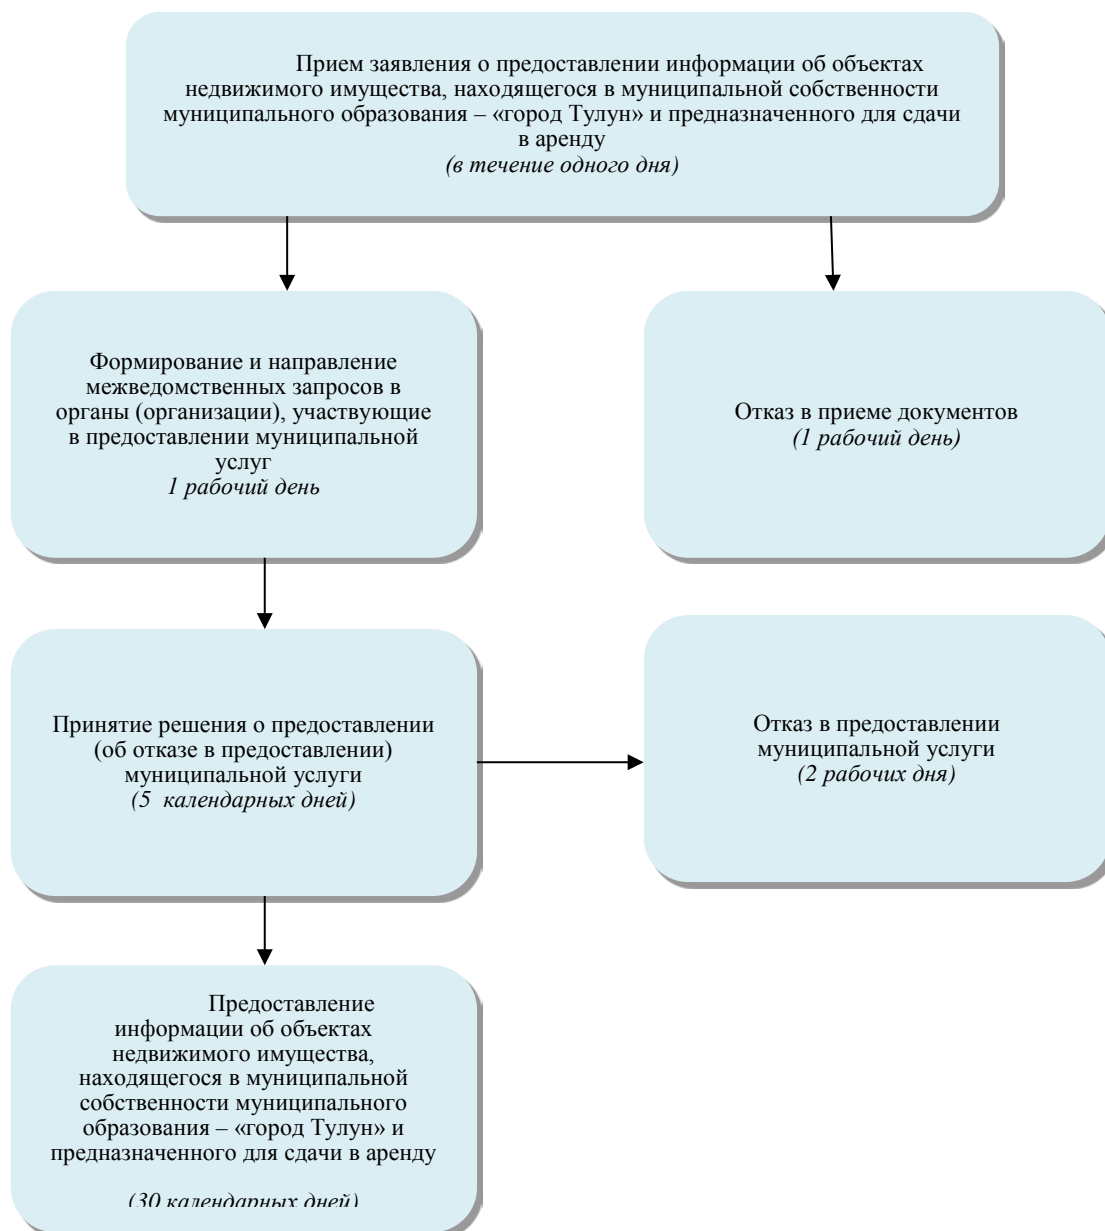 Прием заявления о предоставлении информации об объектах
недвижимого имущества, находящегося в муниципальной собственности
муниципального образования – «город Тулун» и предназначенного для сдачи
в аренду
(в течение одного дня)
Формирование и направление
межведомственных запросов в
органы (организации), участвующие
в предоставлении муниципальной
услуг
1 рабочий день
Отказ в приеме документов
(1 рабочий день)
Принятие решения о предоставлении
(об отказе в предоставлении)
муниципальной услуги
(5 календарных дней)
Отказ в предоставлении
муниципальной услуги
(2 рабочих дня)
Предоставление
информации об объектах
недвижимого имущества,
находящегося в муниципальной
собственности муниципального
образования – «город Тулун» и
предназначенного для сдачи в аренду
(30 календарных дней)